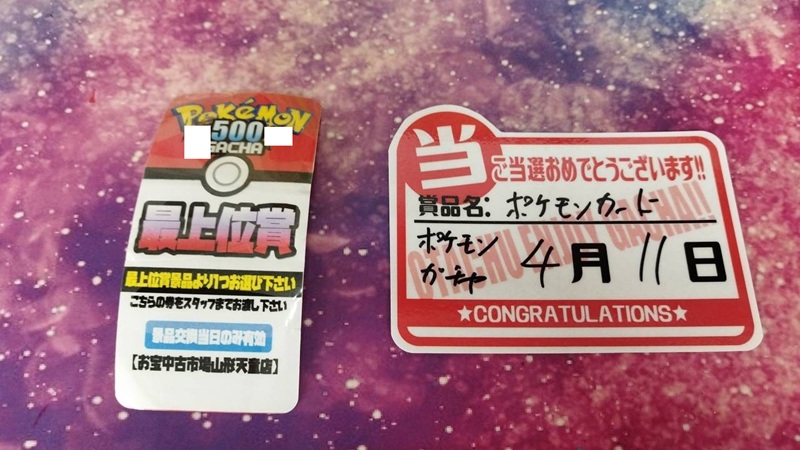 POKéMON
500
GACHA
最上位賞
最上位賞景品より1つお選び下さい
こちらの券をスタッフまでお渡し下さい
景品交換当日のみ有効
【お宝中古市場山形天童店】
当 ご当選おめでとうございます!!
賞品名: ポケモンカード
ポケモン
ガチャ
4月11日
★CONGRATULATIONS★